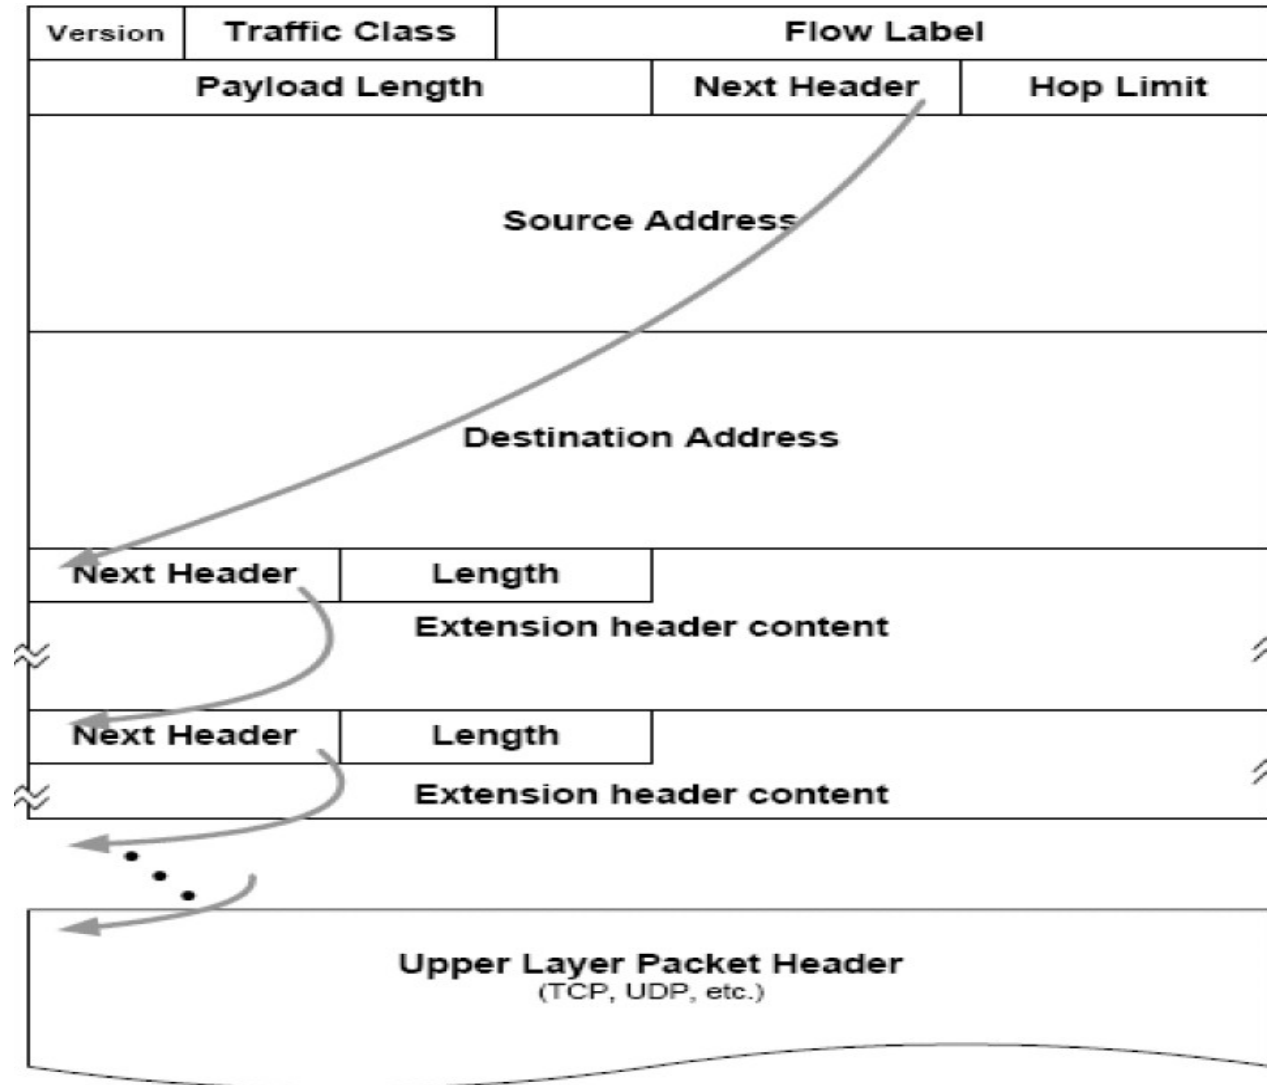 Version Traffic Class Flow Label
Payload Length Next Header Hop Limit
Source Address
Destination Address
Next Header Length
Extension header content
Next Header Length
Extension header content
Upper Layer Packet Header
(TCP, UDP, etc.)